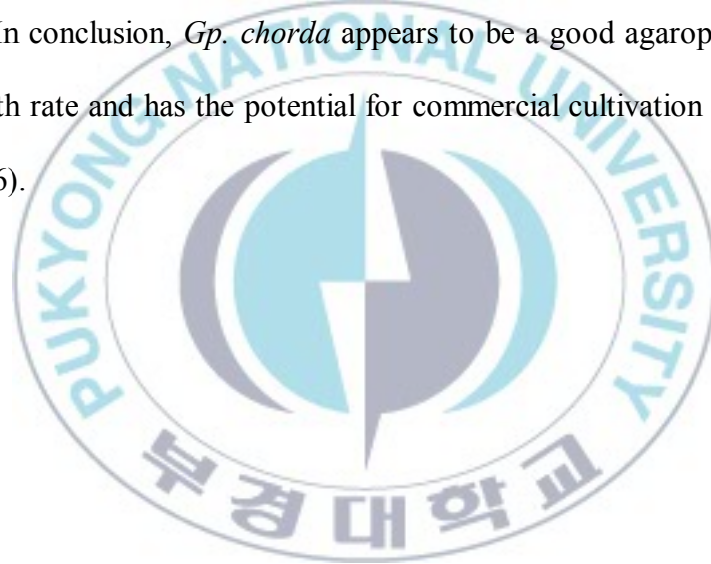 In conclusion, Gp. chorda appears to be a good agarop
th rate and has the potential for commercial cultivation
6).
PUKYONG NATIONAL UNIVERSITY
부경대학교